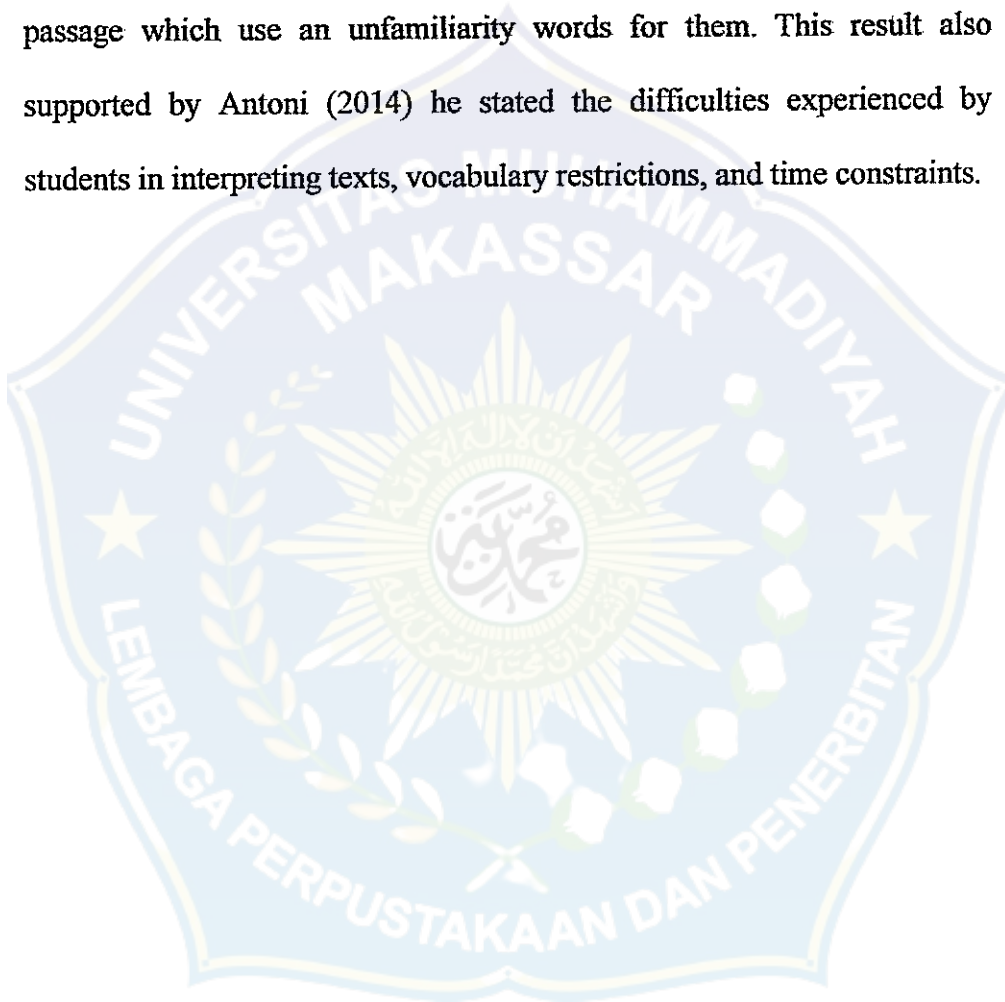 passage which use an unfamiliarity words for them. This result also
supported by Antoni (2014) he stated the difficulties experienced by
students in interpreting texts, vocabulary restrictions, and time constraints.
UNIVERSITAS MUHAMMADIYAH
MAKASSAR
LEMBAGA PERPUSTAKAAN DAN PENERBITAN